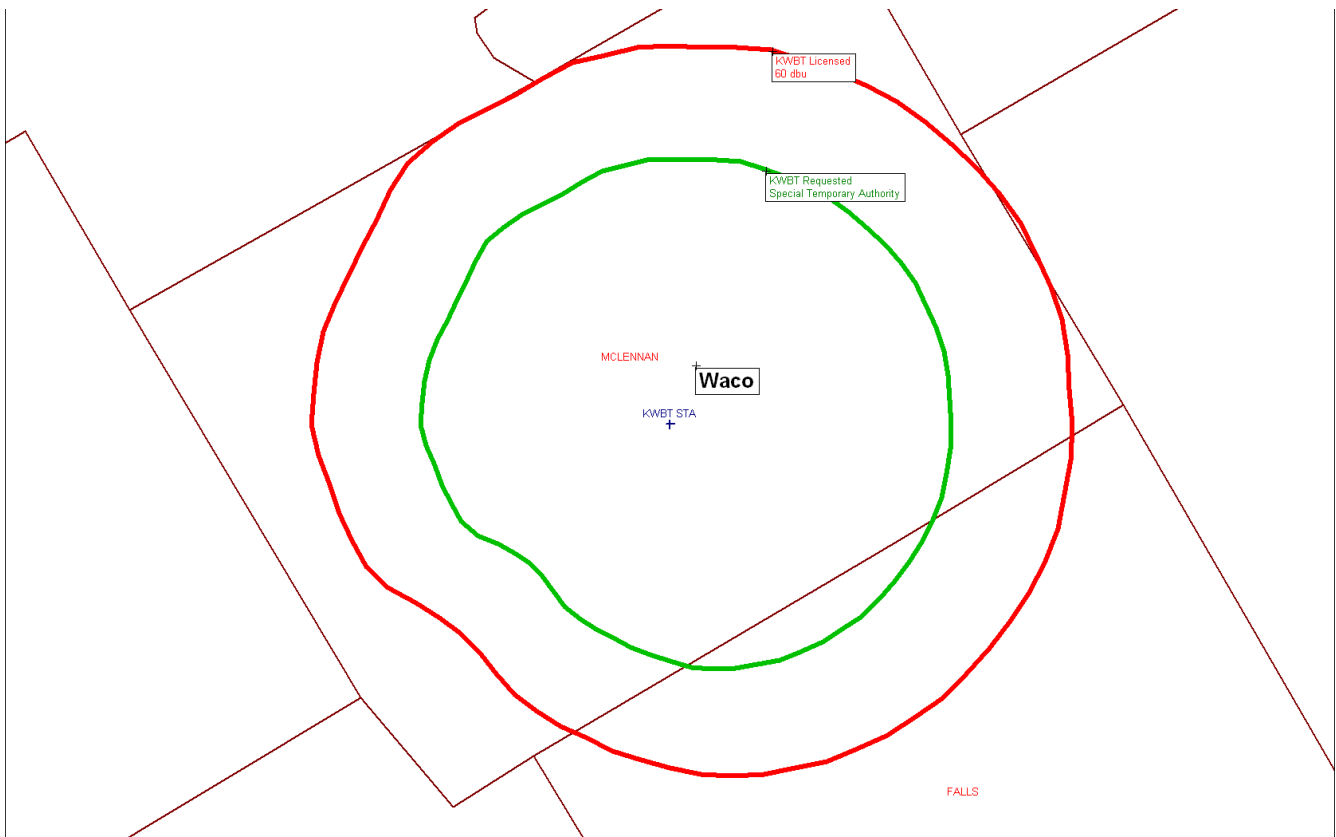 KWBT Licensed
60 dbu
KWBT Requested
Special Temporary Authority
MCLENNAN
Waco
KWBT STA
FALLS